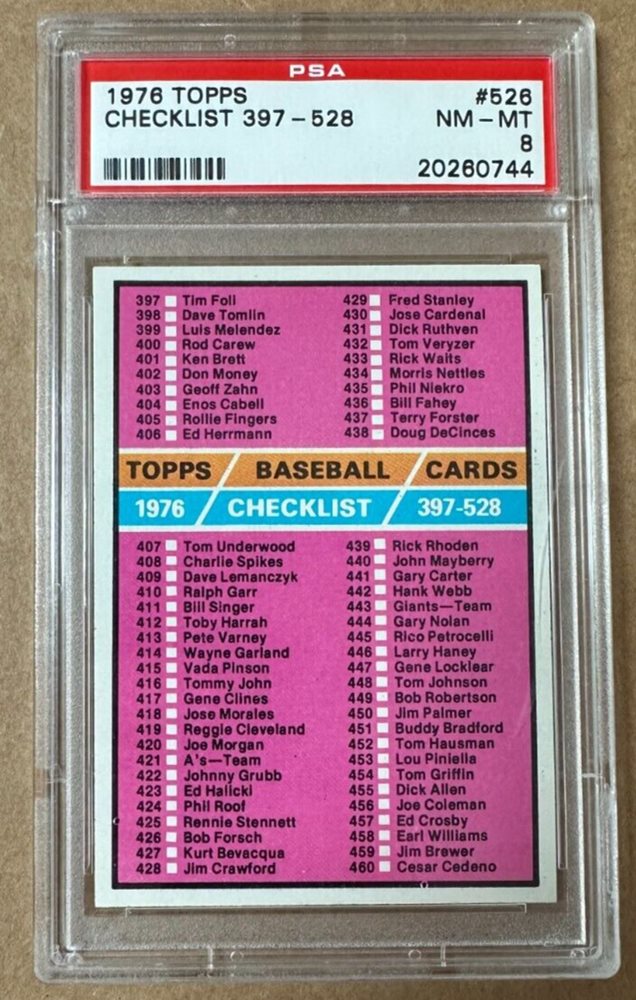 PSA
1976 TOPPS #526
CHECKLIST 397-528 NM-MT
8
20260744
397 Tim Foli
398 Dave Tomlin
399 Luis Melendez
400 Rod Carew
401 Ken Brett
402 Don Money
403 Geoff Zahn
404 Enos Cabell
405 Rollie Fingers
406 Ed Herrmann
429 Fred Stanley
430 Jose Cardenal
431 Dick Ruthven
432 Tom Veryzer
433 Rick Waits
434 Morris Nettles
435 Phil Niekro
436 Bill Fahey
437 Terry Forster
438 Doug DeCinces
TOPPS / BASEBALL / CARDS
1976 / CHECKLIST / 397-528
407 Tom Underwood
408 Charlie Spikes
409 Dave Lemanczyk
410 Ralph Garr
411 Bill Singer
412 Toby Harrah
413 Pete Varney
414 Wayne Garland
415 Vada Pinson
416 Tommy John
417 Gene Clines
418 Jose Morales
419 Reggie Cleveland
420 Joe Morgan
421 A's—Team
422 Johnny Grubb
423 Ed Halicki
424 Phil Roof
425 Rennie Stennett
426 Bob Forsch
427 Kurt Bevacqua
428 Jim Crawford
439 Rick Rhoden
440 John Mayberry
441 Gary Carter
442 Hank Webb
443 Giants—Team
444 Gary Nolan
445 Rico Petrocelli
446 Larry Haney
447 Gene Locklear
448 Tom Johnson
449 Bob Robertson
450 Jim Palmer
451 Buddy Bradford
452 Tom Hausman
453 Lou Piniella
454 Tom Griffin
455 Dick Allen
456 Joe Coleman
457 Ed Crosby
458 Earl Williams
459 Jim Brewer
460 Cesar Cedeno